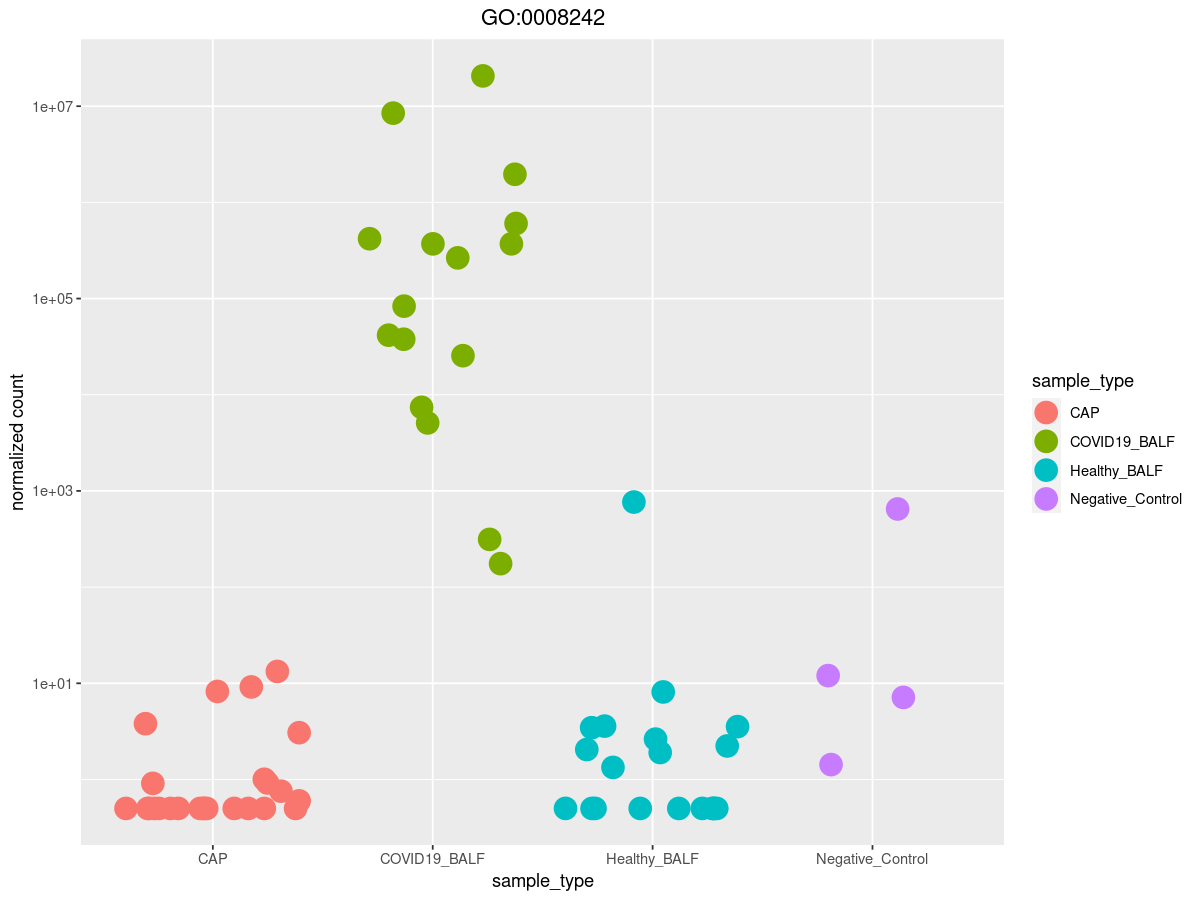 GO:0008242
1e+07
1e+05
1e+03
1e+01
normalized count
CAP
COVID19_BALF
Healthy_BALF
Negative_Control
sample_type
sample_type
CAP
COVID19_BALF
Healthy_BALF
Negative_Control